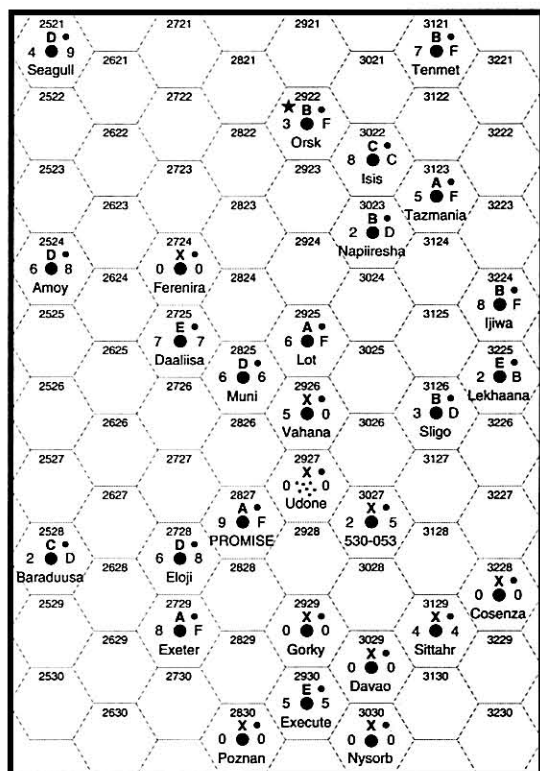 2521 2721 2921 3121
D B
4 9 7 F
Seagull 2621 2821 3021 Tenmet 3221
2522 2722 2922 3122
B
3 F
2622 2822 Orsk 3022 3222
C
2523 2723 2923 8 C 3123
Isis A
5 F
2623 2823 3023 Tazmania 3223
B
2524 2724 2924 2 D 3124
D X Napiiresha
6 8 0 0
Amoy 2624 Ferenira 2824 3024 3224
B
2525 2725 2925 3125 8 F
E A Ijiwa
7 7 6 F
2625 Daaliisa 2825 Lot 3025 3225
D E
2526 2726 6 6 2926 3126 2 B
Muni X B Lekhaana
5 0 3 D
2626 2826 Vahana 3026 Sligo 3226
2527 2727 2927 3127
X
0 0
2627 2827 Udone 3027 3227
A X
2528 2728 9 F 2928 2 5 3128
C D PROMISE 530-053
2 D 6 8
Baraduusa 2628 Eloji 2828 3028 3228
X
2529 2729 2929 3129 0 0
A X X Cosenza
8 F 0 0 4 4
2629 Exeter 2829 Gorky 3029 Sittahr 3229
X
2530 2730 2930 0 0 3130
E Davao
5 5
2630 2830 Execute 3030 3230
X X
0 0 0 0
Poznan Nysorb